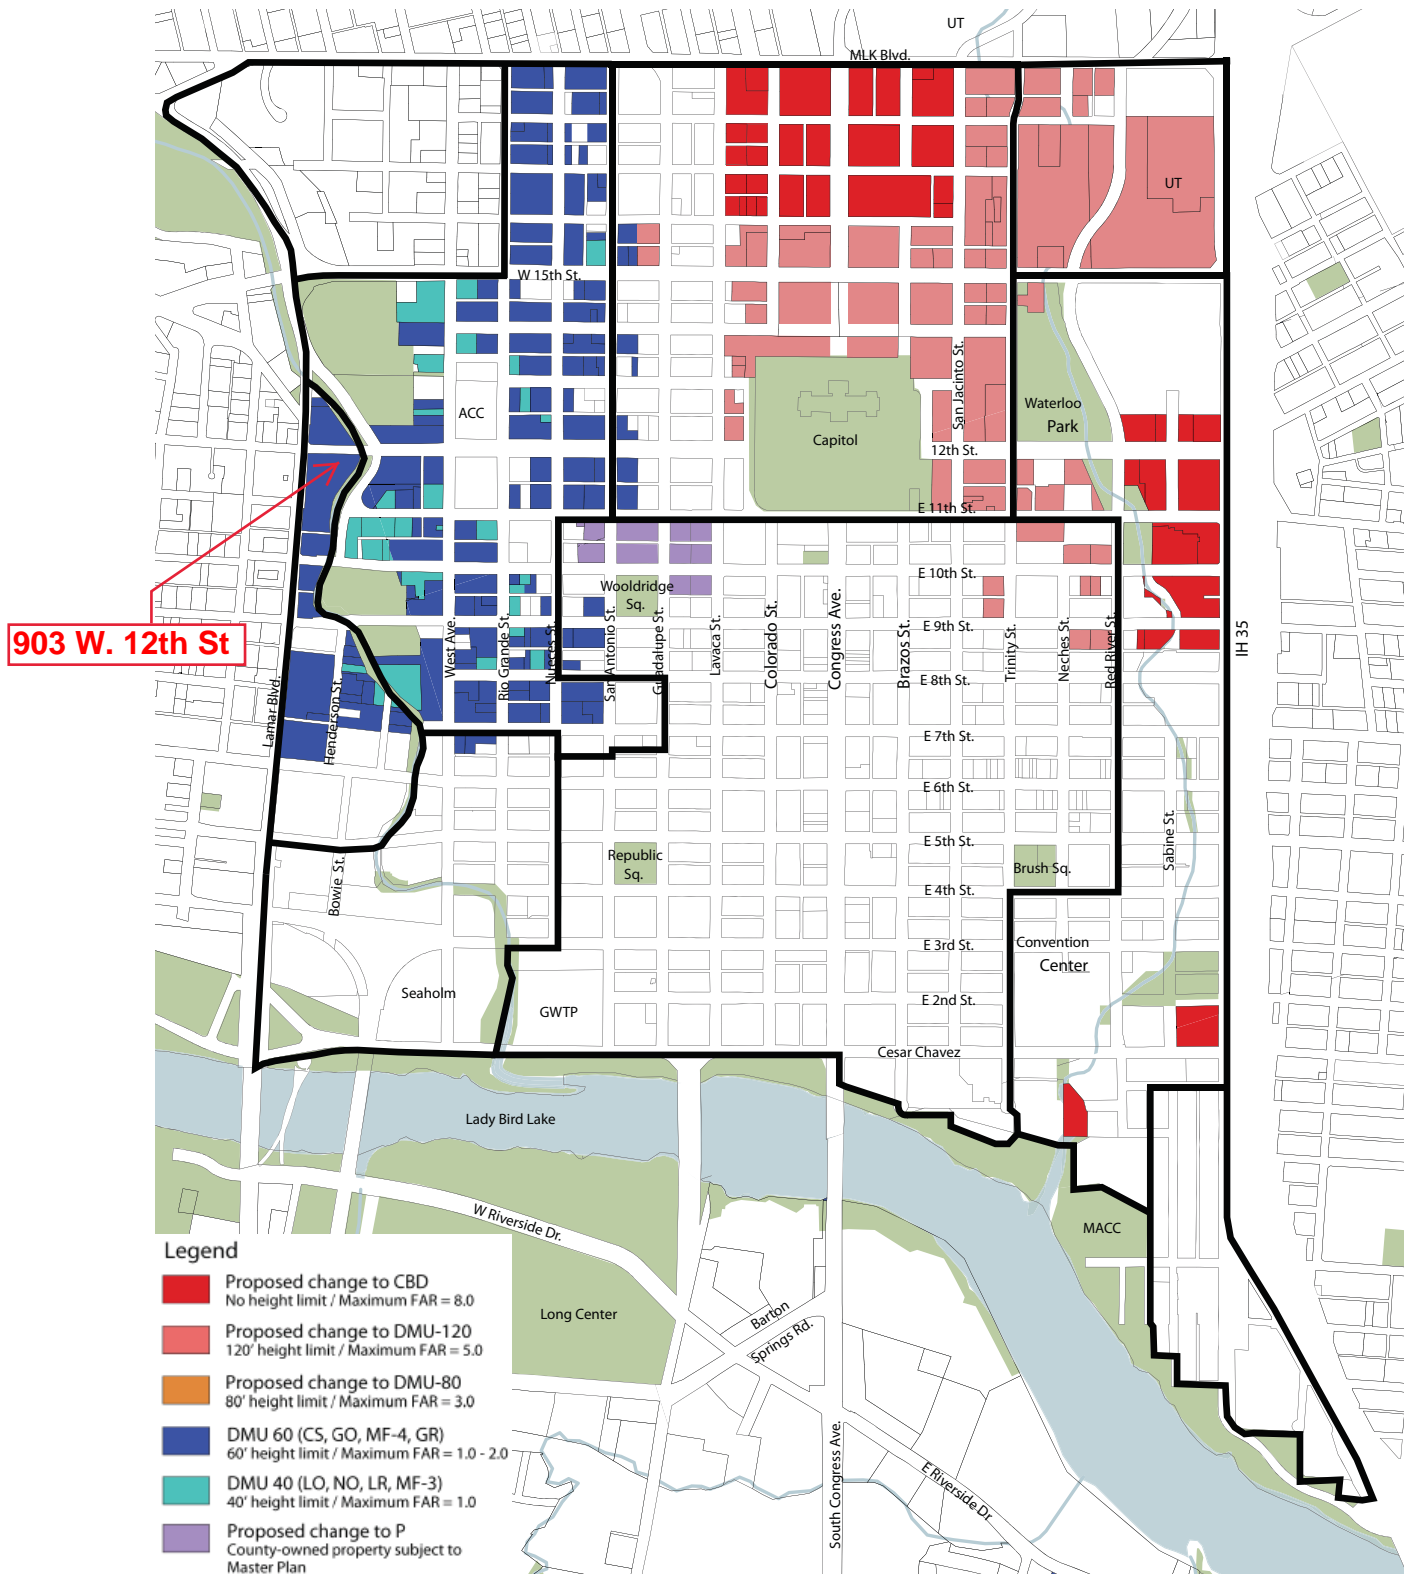 UT
MLK Blvd.
UT
W 15th St.
ACC
Capitol
San Jacinto St.
Waterloo
Park
12th St.
E 11th St.
903 W. 12th St
Wooldridge
Sq.
E 10th St.
E 9th St.
E 8th St.
E 7th St.
E 6th St.
E 5th St.
E 4th St.
E 3rd St.
E 2nd St.
Lamar Blvd.
Henderson St.
Bowie St.
West Ave.
Rio Grande St.
Nueces St.
San Antonio St.
Guadalupe St.
Lavaca St.
Colorado St.
Congress Ave.
Brazos St.
Trinity St.
Neches St.
Red River St.
Sabine St.
IH 35
Republic
Sq.
Brush Sq.
Convention
Center
Seaholm
GWTP
Cesar Chavez
Lady Bird Lake
W Riverside Dr.
MACC
Long Center
Barton
Springs Rd.
South Congress Ave.
E Riverside Dr.
Legend
Proposed change to CBD
No height limit / Maximum FAR = 8.0
Proposed change to DMU-120
120' height limit / Maximum FAR = 5.0
Proposed change to DMU-80
80' height limit / Maximum FAR = 3.0
DMU 60 (CS, GO, MF-4, GR)
60' height limit / Maximum FAR = 1.0 - 2.0
DMU 40 (LO, NO, LR, MF-3)
40' height limit / Maximum FAR = 1.0
Proposed change to P
County-owned property subject to
Master Plan